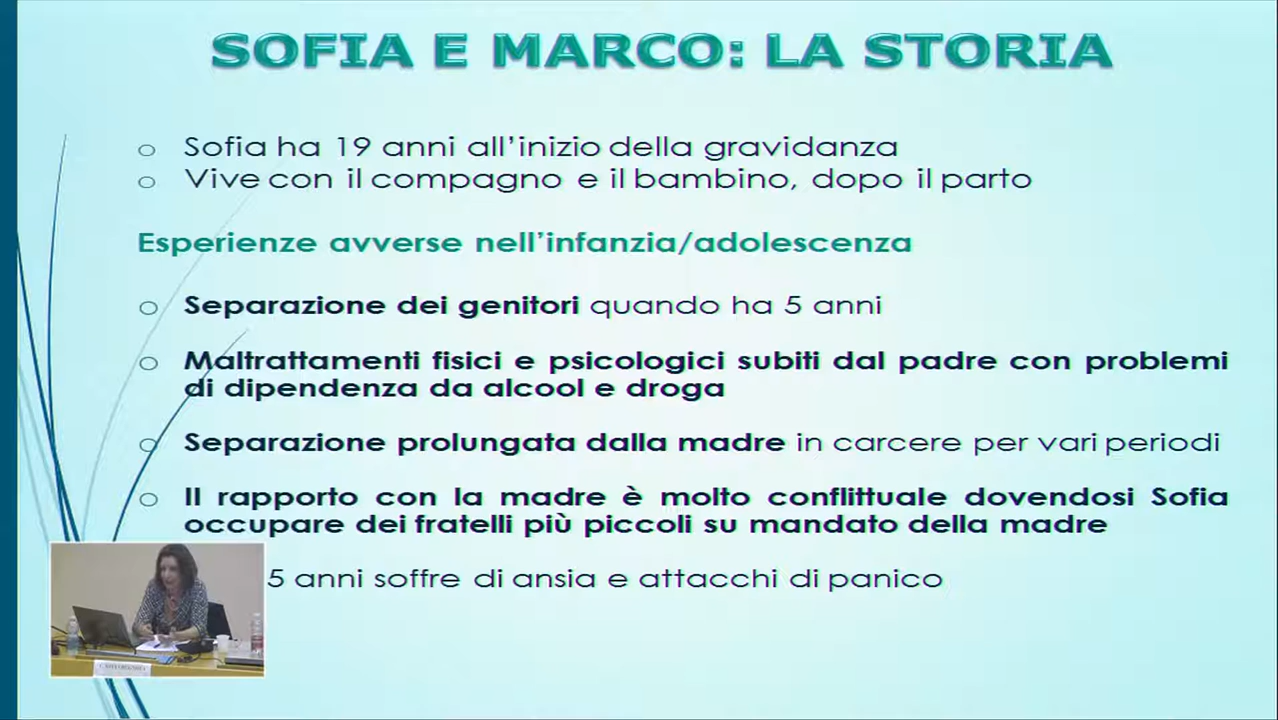 SOFIA E MARCO: LA STORIA
o Sofia ha 19 anni all’inizio della gravidanza
o Vive con il compagno e il bambino, dopo il parto
Esperienze avverse nell’infanzia/adolescenza
o Separazione dei genitori quando ha 5 anni
o Maltrattamenti fisici e psicologici subiti dal padre con problemi
di dipendenza da alcool e droga
o Separazione prolungata dalla madre in carcere per vari periodi
o Il rapporto con la madre è molto conflittuale dovendosi Sofia
occupare dei fratelli più piccoli su mandato della madre
5 anni soffre di ansia e attacchi di panico